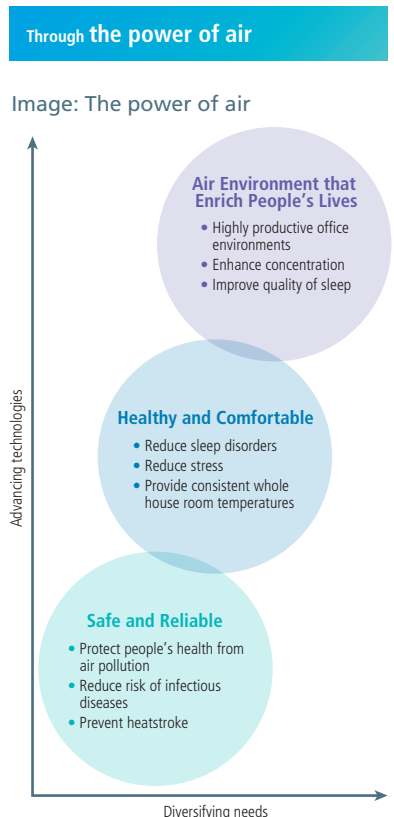 Through the power of air
Image: The power of air
Air Environment that
Enrich People's Lives
• Highly productive office
environments
• Enhance concentration
• Improve quality of sleep
Healthy and Comfortable
• Reduce sleep disorders
• Reduce stress
• Provide consistent whole
house room temperatures
Safe and Reliable
• Protect people's health from
air pollution
• Reduce risk of infectious
diseases
• Prevent heatstroke
Advancing technologies
Diversifying needs